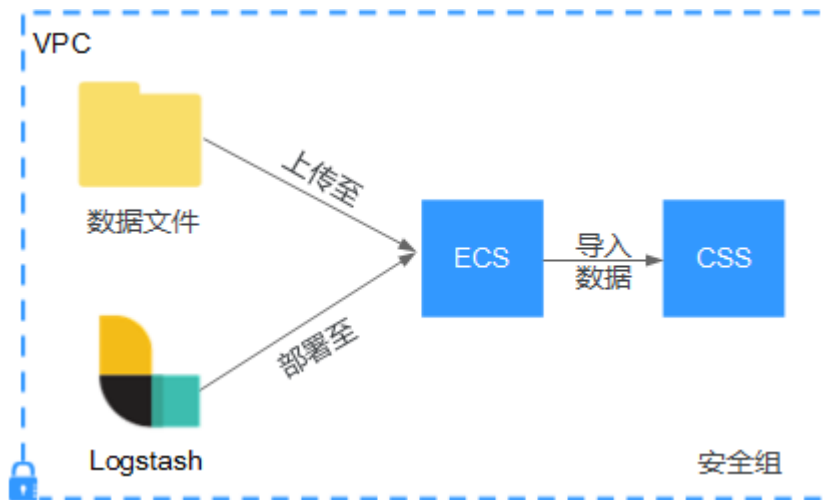 VPC
上传至
数据文件
ECS
导入
数据
CSS
部署至
Logstash
安全组